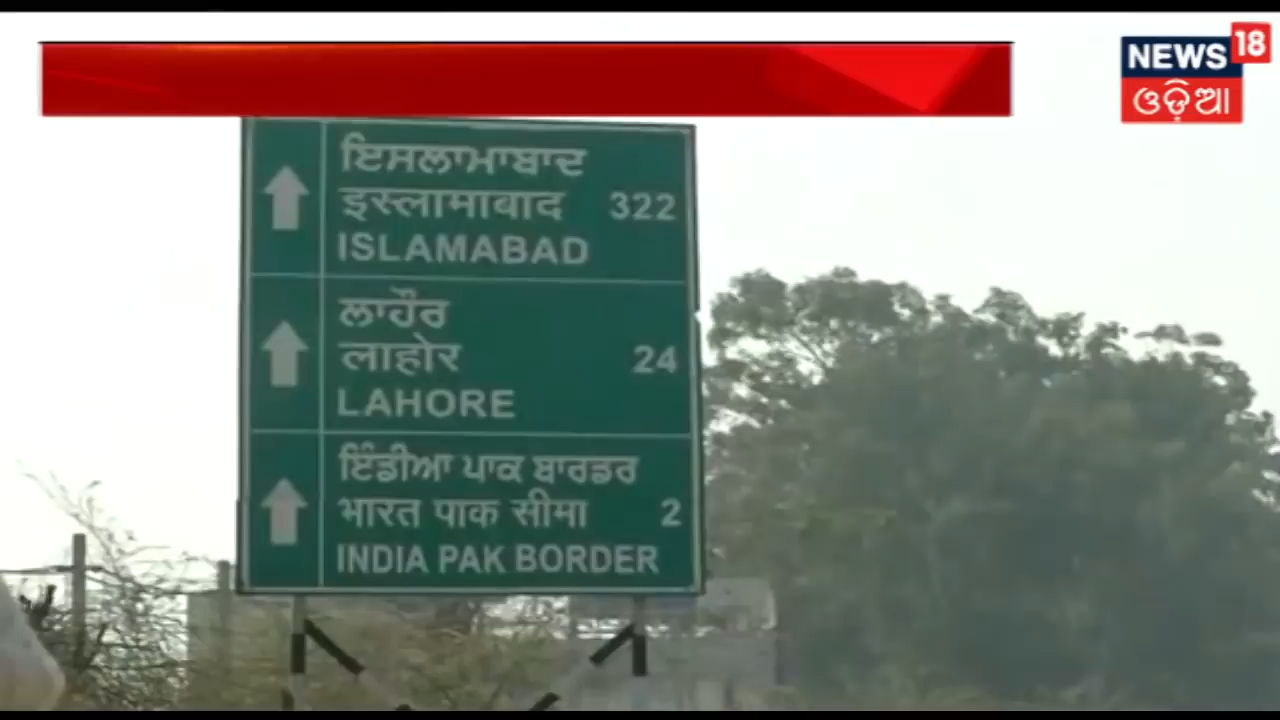 NEWS 18
ଓଡ଼ିଆ
ਇਸਲਾਮਾਬਾਦ
इस्लामाबाद 322
ISLAMABAD
ਲਾਹੌਰ
लाहोर 24
LAHORE
ਇੰਡੀਆ ਪਾਕ ਬਾਰਡਰ
भारत पाक सीमा 2
INDIA PAK BORDER